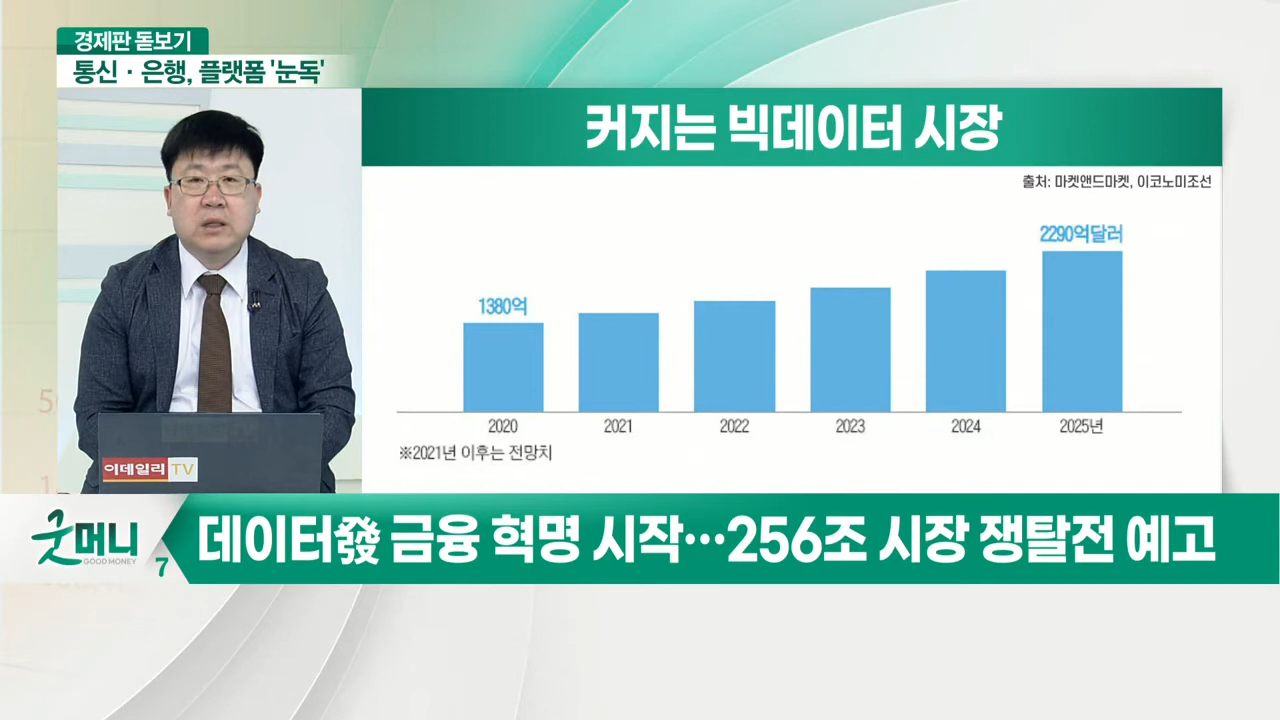 경제판 돋보기
통신·은행, 플랫폼 '눈독'
커지는 빅데이터 시장
출처: 마켓앤드마켓, 이코노미조선
1380억
2290억달러
2020 2021 2022 2023 2024 2025년
※2021년 이후는 전망치
이데일리 TV
굿머니
GOOD MONEY
7
데이터發 금융 혁명 시작…256조 시장 쟁탈전 예고